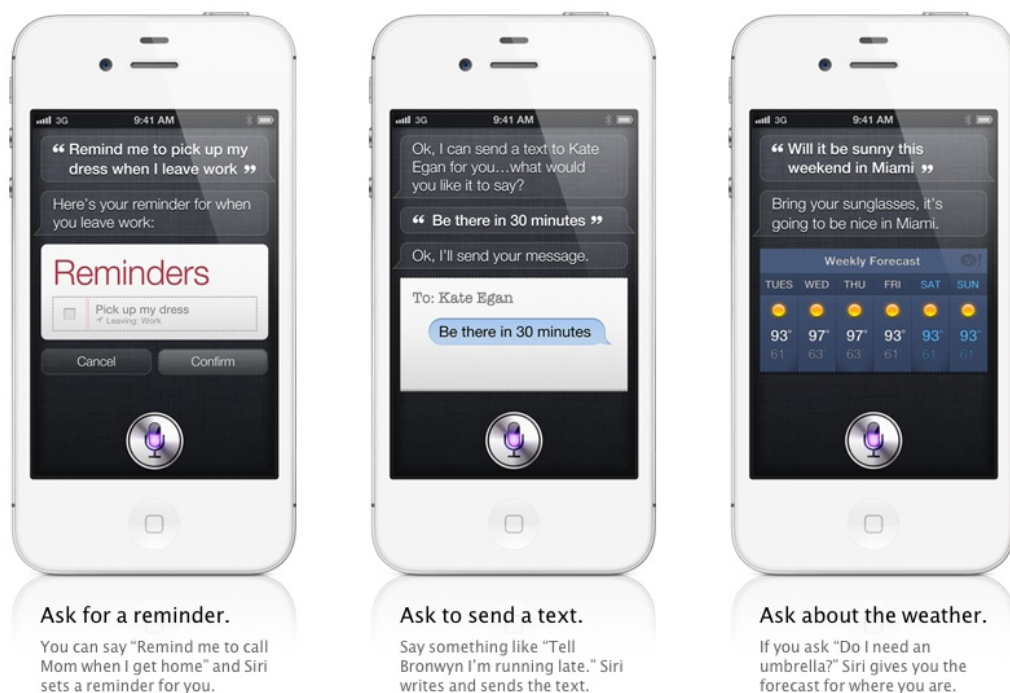 3G 9:41 AM
“ Remind me to pick up my
dress when I leave work ”
Here's your reminder for when
you leave work:
Reminders
Pick up my dress
Leaving: Work
Cancel Confirm
Ask for a reminder.
You can say “Remind me to call
Mom when I get home” and Siri
sets a reminder for you.
3G 9:41 AM
Ok, I can send a text to Kate
Egan for you...what would
you like it to say?
“ Be there in 30 minutes ”
Ok, I'll send your message.
To: Kate Egan
Be there in 30 minutes
Ask to send a text.
Say something like “Tell
Bronwyn I'm running late.” Siri
writes and sends the text.
3G 9:41 AM
“ Will it be sunny this
weekend in Miami ”
Bring your sunglasses, it's
going to be nice in Miami.
Weekly Forecast Y!
TUES WED THU FRI SAT SUN
93° 97° 97° 93° 93° 93°
61° 63° 63° 61° 61° 61°
Ask about the weather.
If you ask “Do I need an
umbrella?” Siri gives you the
forecast for where you are.